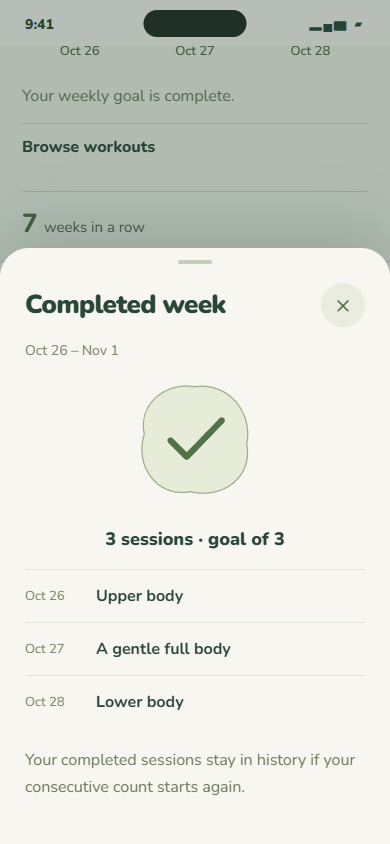 9:41
Oct 26 Oct 27 Oct 28
Your weekly goal is complete.
Browse workouts
7 weeks in a row
Completed week
Oct 26 – Nov 1
3 sessions · goal of 3
Oct 26 Upper body
Oct 27 A gentle full body
Oct 28 Lower body
Your completed sessions stay in history if your
consecutive count starts again.